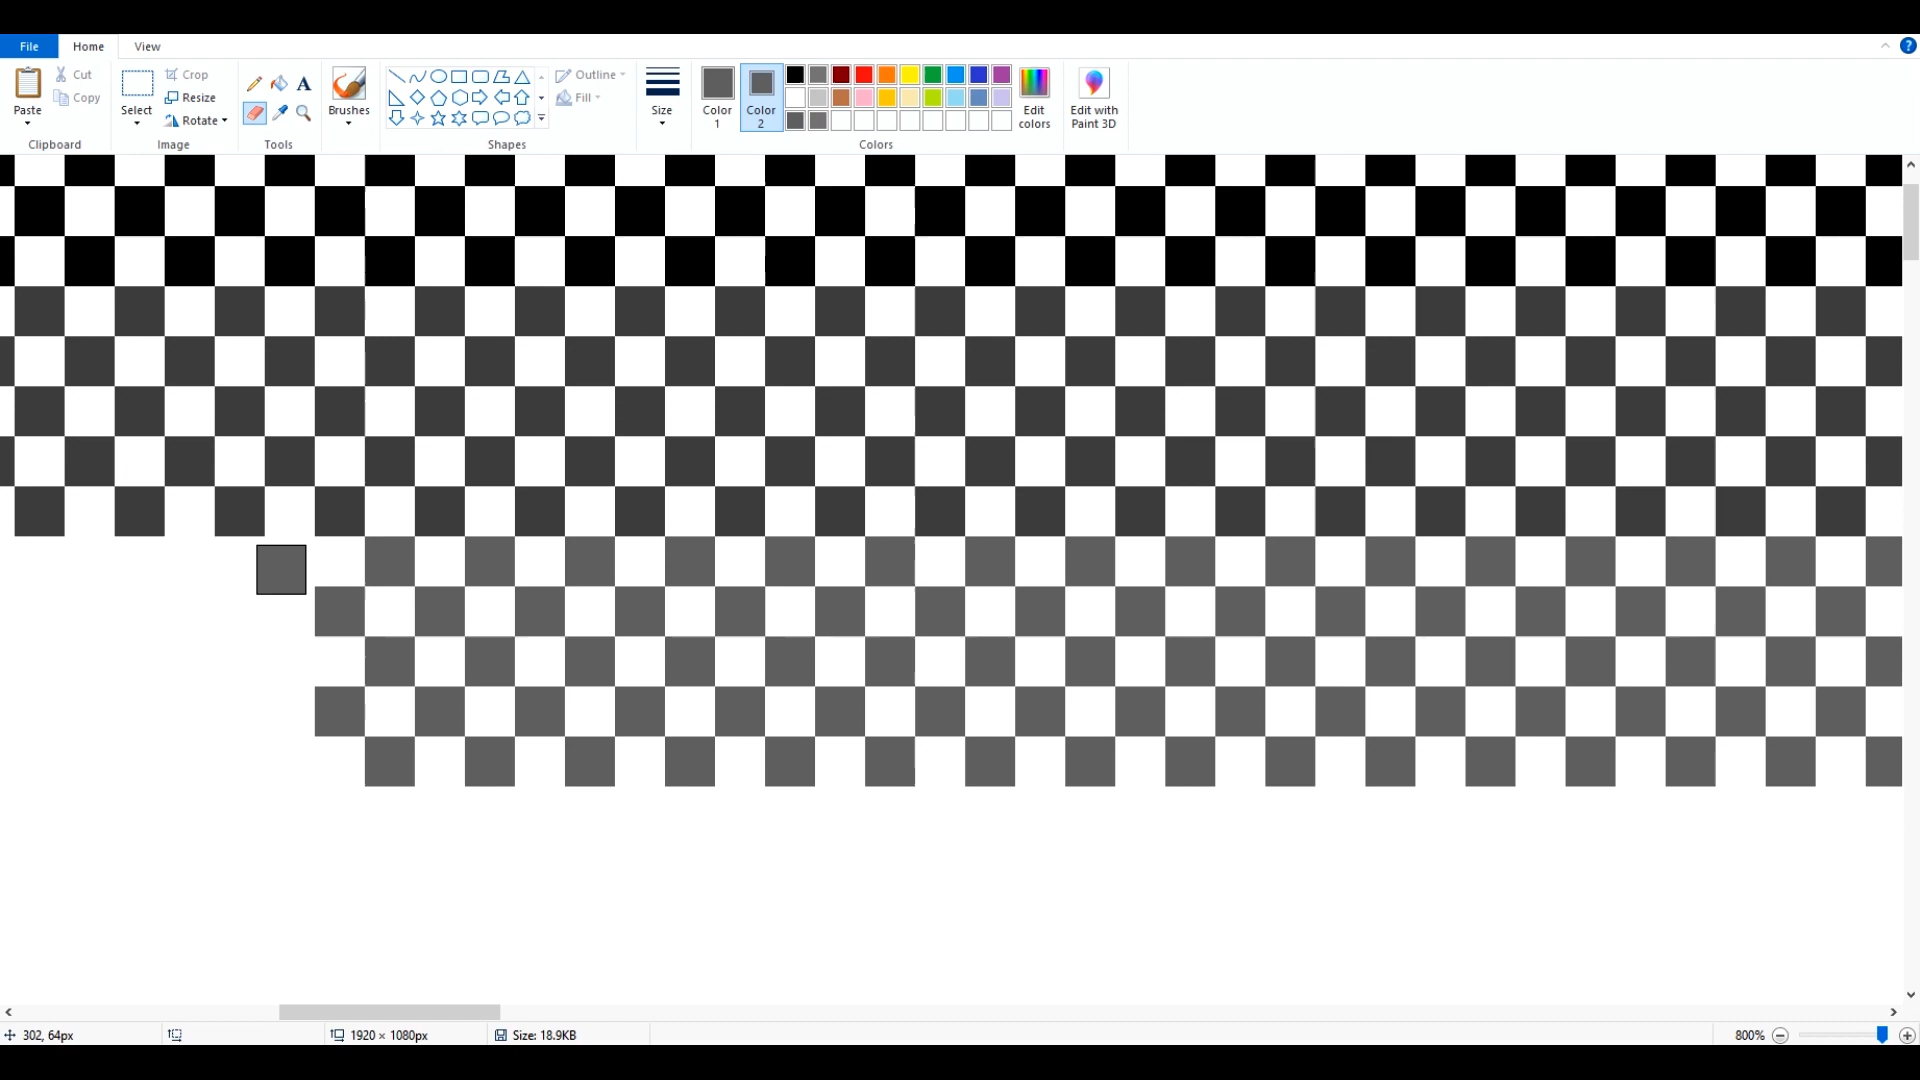 File Home View
Paste
Cut
Copy
Clipboard
Select
Crop
Resize
Rotate
Image
A
Tools
Brushes
Outline
Fill
Shapes
Size
Color
1
Color
2
Edit
colors
Colors
Edit with
Paint 3D
?
302, 64px
1920 × 1080px
Size: 18.9KB
800%